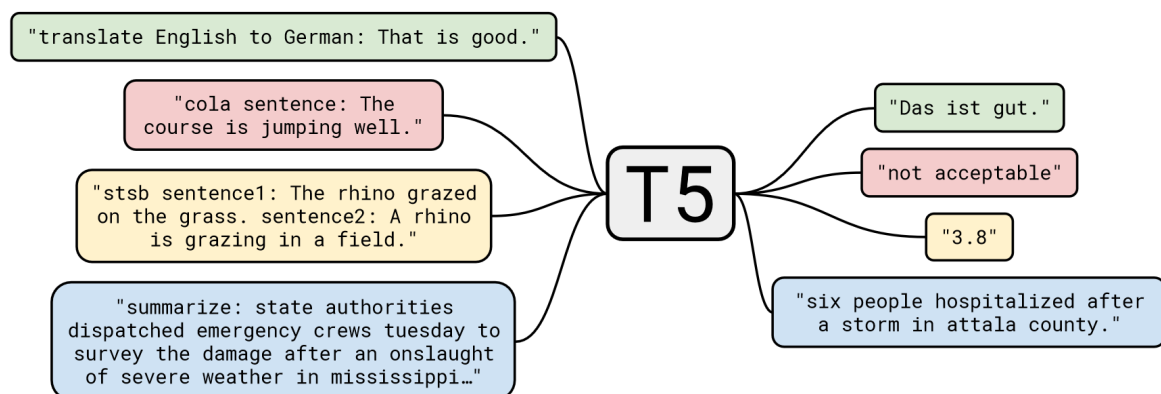 "translate English to German: That is good."
"cola sentence: The
course is jumping well."
"stsb sentence1: The rhino grazed
on the grass. sentence2: A rhino
is grazing in a field."
"summarize: state authorities
dispatched emergency crews tuesday to
survey the damage after an onslaught
of severe weather in mississippi…"
T5
"Das ist gut."
"not acceptable"
"3.8"
"six people hospitalized after
a storm in attala county."